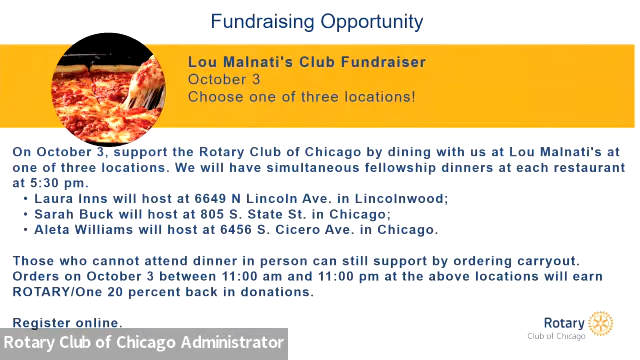 Fundraising Opportunity
Lou Malnati's Club Fundraiser
October 3
Choose one of three locations!
On October 3, support the Rotary Club of Chicago by dining with us at Lou Malnati's at
one of three locations. We will have simultaneous fellowship dinners at each restaurant
at 5:30 pm.
• Laura Inns will host at 6649 N Lincoln Ave. in Lincolnwood;
• Sarah Buck will host at 805 S. State St. in Chicago;
• Aleta Williams will host at 6456 S. Cicero Ave. in Chicago.
Those who cannot attend dinner in person can still support by ordering carryout.
Orders on October 3 between 11:00 am and 11:00 pm at the above locations will earn
ROTARY/One 20 percent back in donations.
Register online.
Rotary
Club of Chicago
Rotary Club of Chicago Administrator